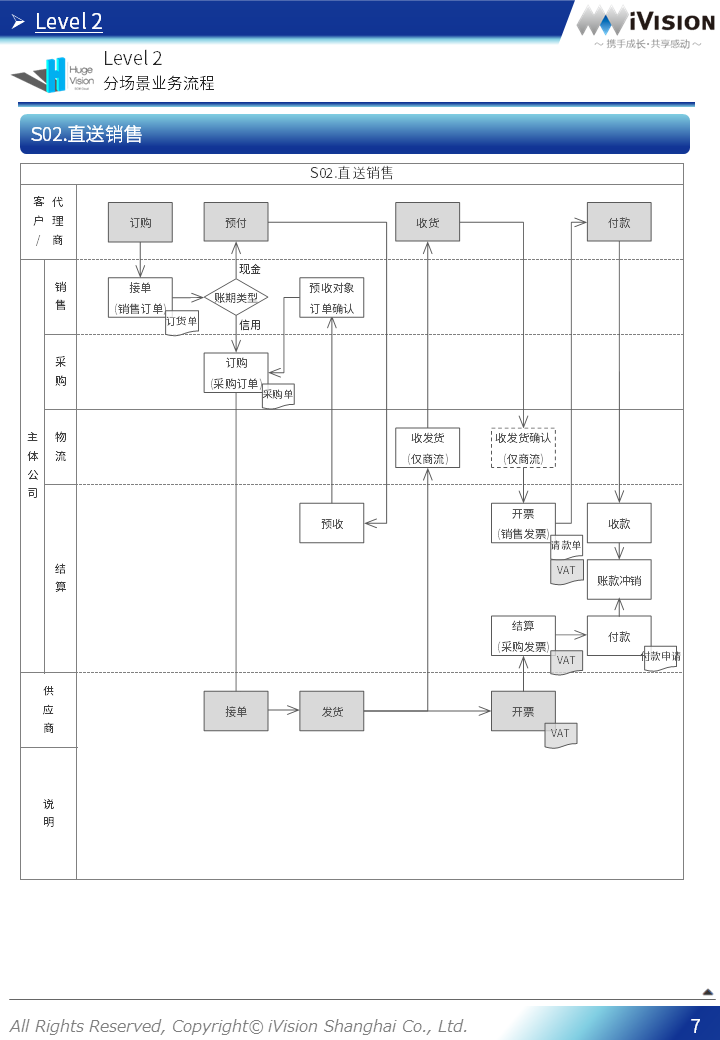 Level 2
iVISION
～ 携手成长·共享感动 ～
Huge
Vision
Level 2
分场景业务流程
S02.直送销售
S02.直送销售
客 代
户 理
/ 商
订购
预付
收货
付款
现金
销
售
接单
(销售订单)
订货单
账期类型
预收对象
订单确认
信用
采
购
订购
(采购订单)
采购单
主
体
公
司
物
流
收发货
(仅商流)
收发货确认
(仅商流)
结
算
预收
开票
(销售发票)
请款单
VAT
收款
账款冲销
结算
(采购发票)
VAT
付款
付款申请
供
应
商
接单
发货
开票
VAT
说
明
All Rights Reserved, Copyright© iVision Shanghai Co., Ltd.
7